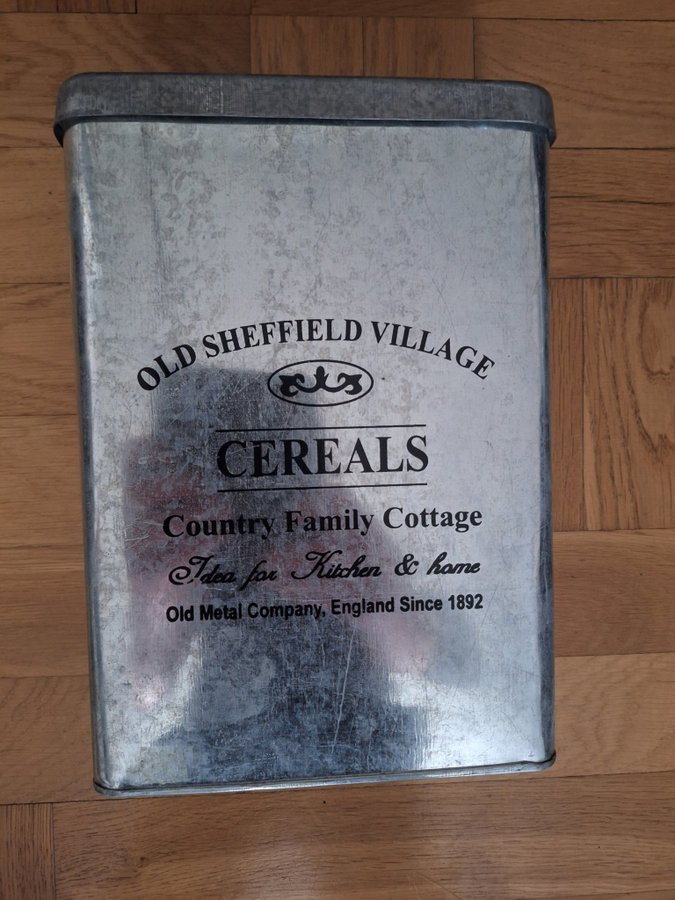 OLD SHEFFIELD VILLAGE
CEREALS
Country Family Cottage
Idea for Kitchen & home
Old Metal Company, England Since 1892